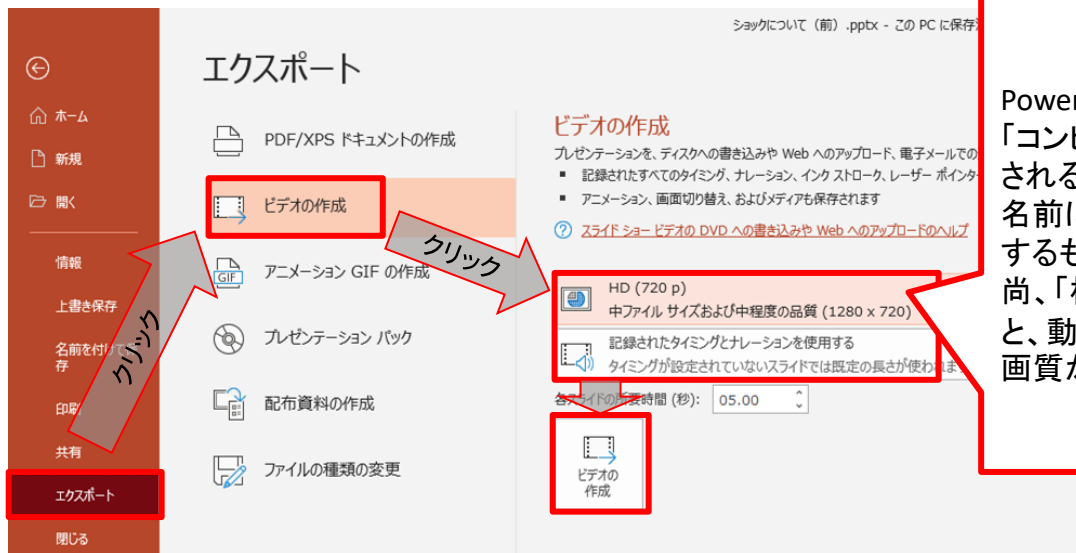 ショックについて（前）.pptx - この PC に保存
エクスポート
ホーム
新規
開く
情報
上書き保存
名前を付けて
存
印刷
共有
エクスポート
閉じる
クリック
PDF/XPS ドキュメントの作成
ビデオの作成
アニメーション GIF の作成
GIF
プレゼンテーション パック
配布資料の作成
ファイルの種類の変更
クリック
ビデオの作成
プレゼンテーションを、ディスクへの書き込みや Web へのアップロード、電子メールでの
■ 記録されたすべてのタイミング、ナレーション、インク ストローク、レーザー ポインタ
■ アニメーション、画面切り替え、およびメディアも保存されます
? スライド ショー ビデオの DVD への書き込みや Web へのアップロードのヘルプ
HD (720 p)
中ファイル サイズおよび中程度の品質 (1280 x 720)
記録されたタイミングとナレーションを使用する
タイミングが設定されていないスライドでは既定の長さが使われます
各スライドの所要時間 (秒): 05.00
ビデオの
作成
Power
「コンピ
される
名前に
するも
尚、「
と、動
画質が